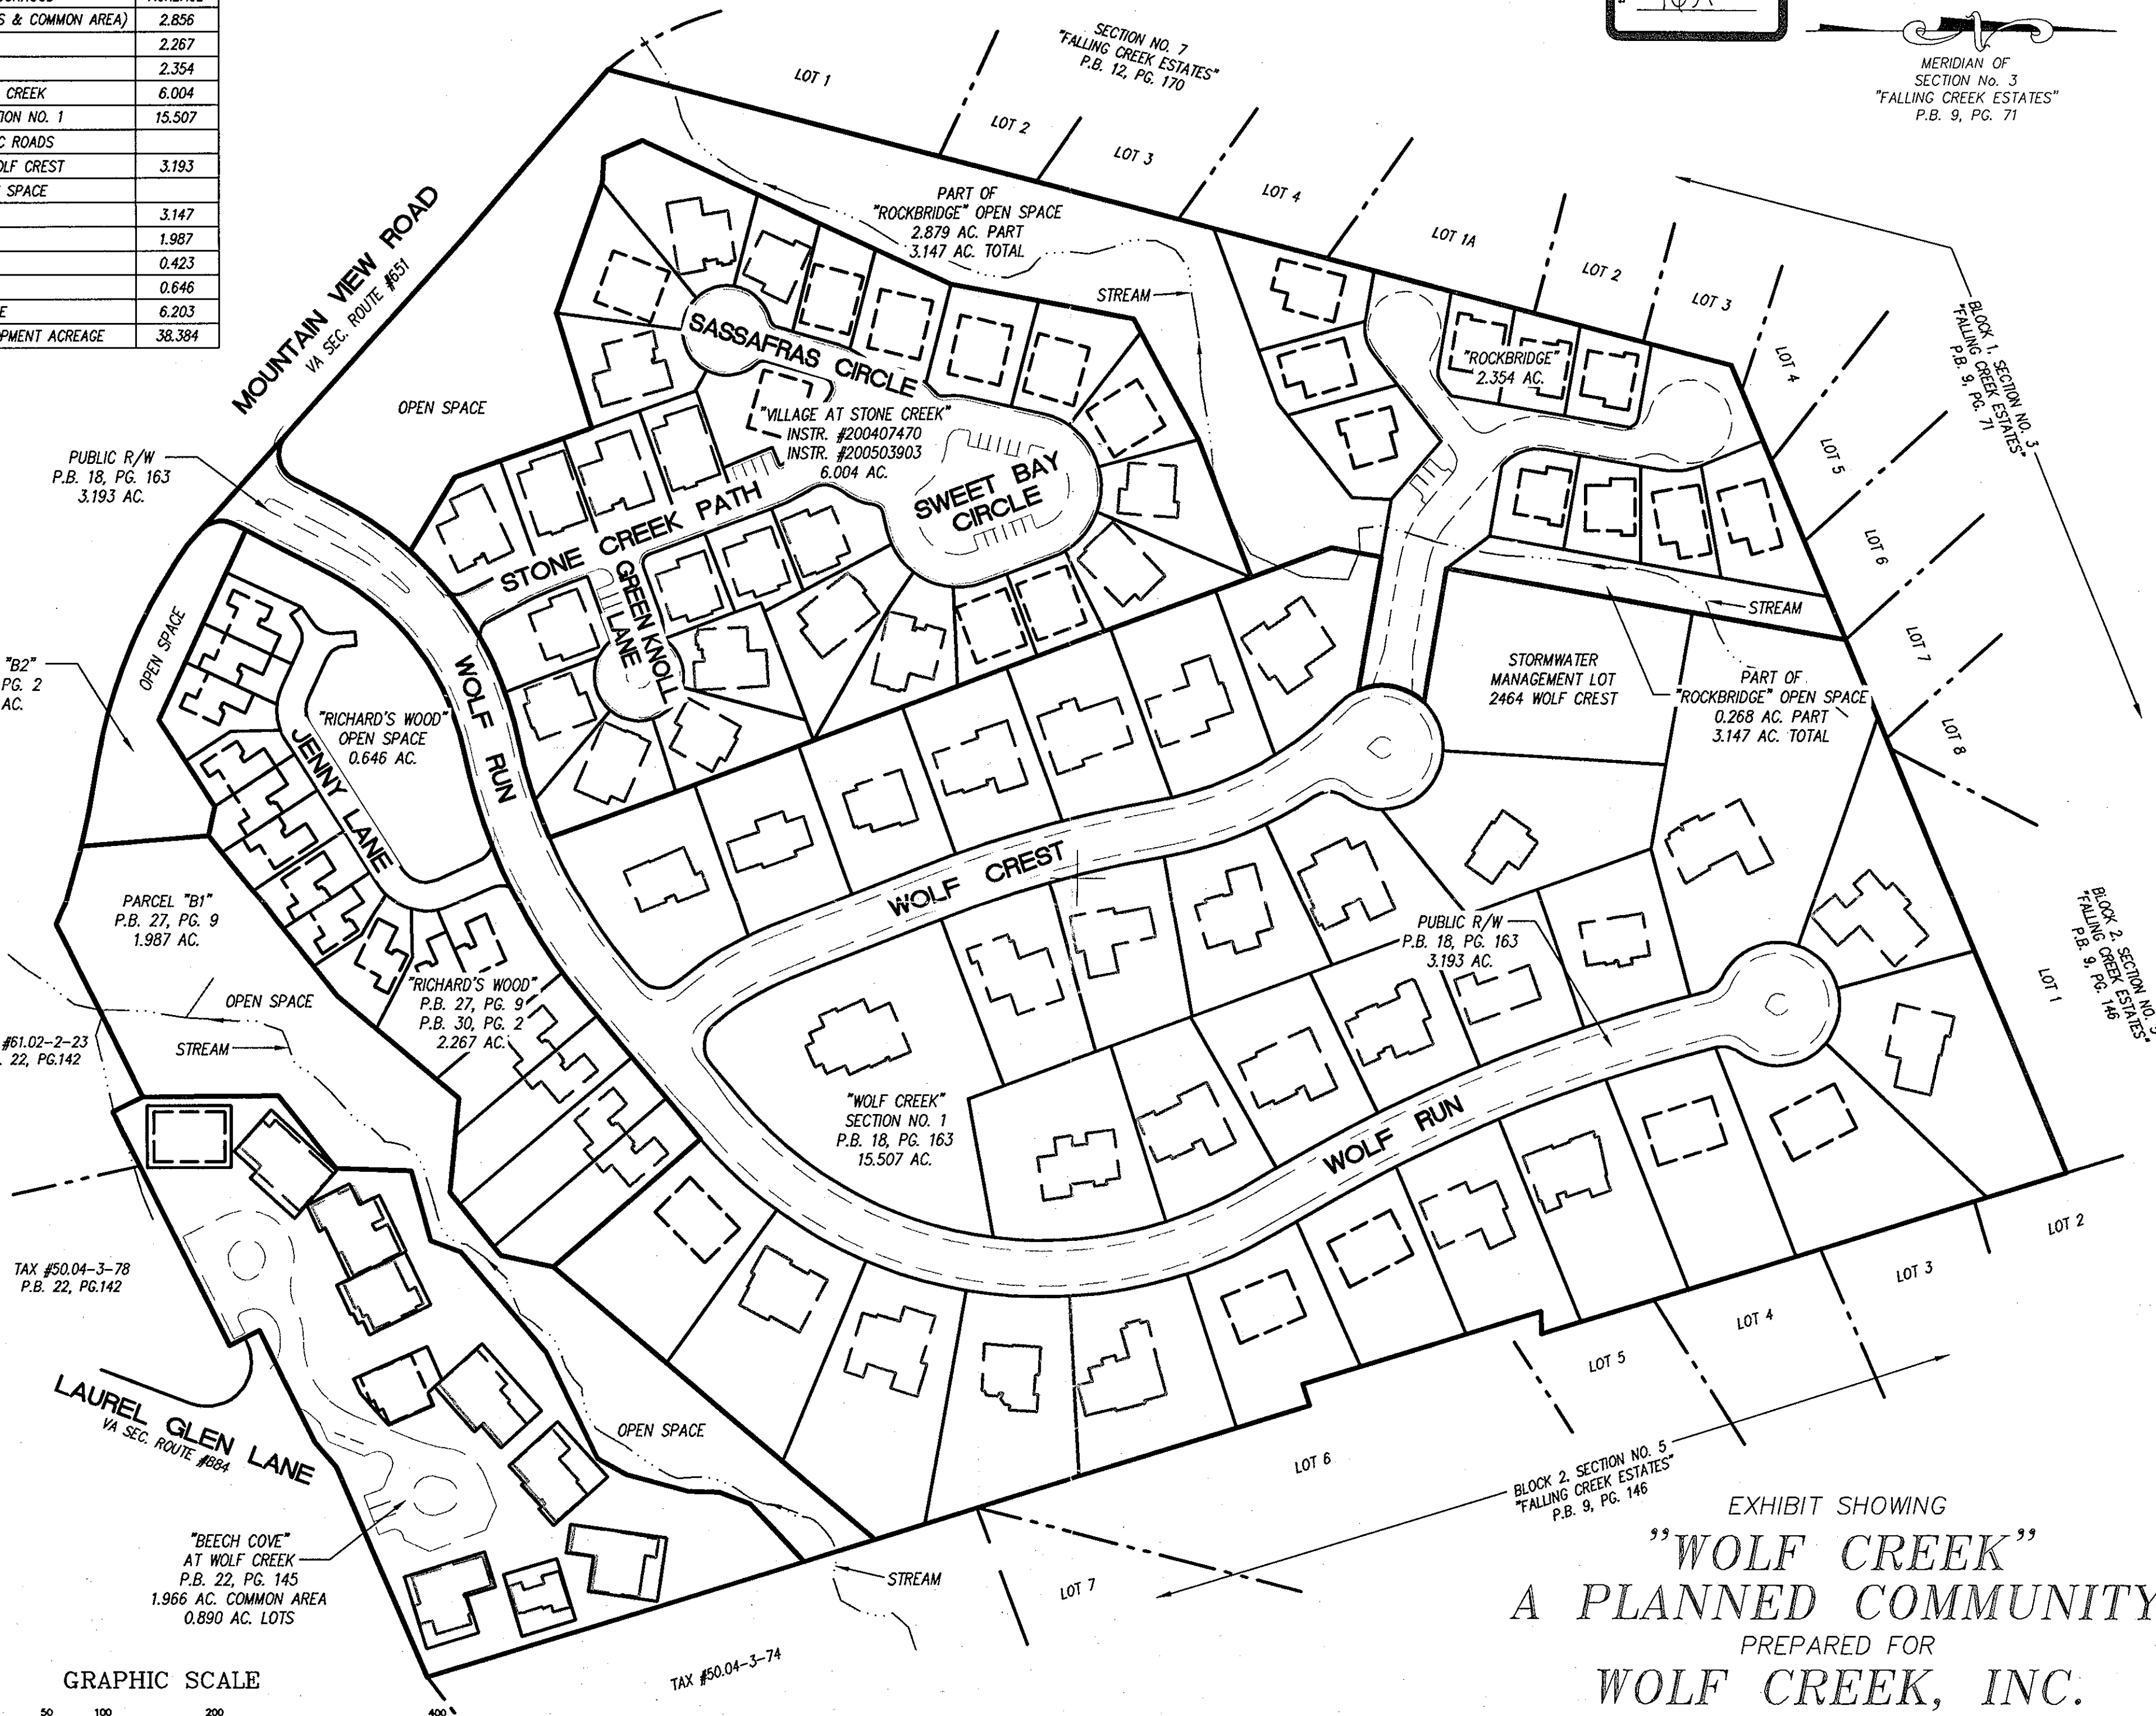 ACREAGE
S & COMMON AREA) 2.856
2.267
2.354
CREEK 6.004
TION NO. 1 15.507
C ROADS
OLF CREST 3.193
SPACE
3.147
1.987
0.423
0.646
E 6.203
PMENT ACREAGE 38.384
MERIDIAN OF
SECTION No. 3
"FALLING CREEK ESTATES"
P.B. 9, PG. 71
SECTION NO. 7
"FALLING CREEK ESTATES"
P.B. 12, PG. 170
LOT 1
LOT 2
LOT 3
LOT 4
LOT 1A
LOT 2
LOT 3
LOT 4
LOT 5
LOT 6
LOT 7
LOT 8
BLOCK 1, SECTION NO. 3
"FALLING CREEK ESTATES"
P.B. 9, PG. 71
MOUNTAIN VIEW ROAD
VA SEC. ROUTE #651
PART OF
"ROCKBRIDGE" OPEN SPACE
2.879 AC. PART
3.147 AC. TOTAL
STREAM
OPEN SPACE
SASSAFRAS CIRCLE
"ROCKBRIDGE"
2.354 AC.
"VILLAGE AT STONE CREEK"
INSTR. #200407470
INSTR. #200503903
6.004 AC.
SWEET BAY
CIRCLE
STONE CREEK PATH
GREEN KNOLL
LANE
PUBLIC R/W
P.B. 18, PG. 163
3.193 AC.
OPEN SPACE
"B2"
PG. 2
AC.
WOLF RUN
"RICHARD'S WOOD"
OPEN SPACE
0.646 AC.
JENNY LANE
STREAM
STORMWATER
MANAGEMENT LOT
2464 WOLF CREST
PART OF
"ROCKBRIDGE" OPEN SPACE
0.268 AC. PART
3.147 AC. TOTAL
WOLF CREST
PARCEL "B1"
P.B. 27, PG. 9
1.987 AC.
OPEN SPACE
STREAM
#61.02-2-23
22, PG.142
"RICHARD'S WOOD"
P.B. 27, PG. 9
P.B. 30, PG. 2
2.267 AC.
PUBLIC R/W
P.B. 18, PG. 163
3.193 AC.
BLOCK 2, SECTION NO. 5
"FALLING CREEK ESTATES"
P.B. 9, PG. 146
LOT 1
"WOLF CREEK"
SECTION NO. 1
P.B. 18, PG. 163
15.507 AC.
WOLF RUN
LOT 2
LOT 3
LOT 4
LOT 5
LOT 6
LOT 7
TAX #50.04-3-78
P.B. 22, PG.142
LAUREL GLEN LANE
VA SEC. ROUTE #884
OPEN SPACE
STREAM
"BEECH COVE"
AT WOLF CREEK
P.B. 22, PG. 145
1.966 AC. COMMON AREA
0.890 AC. LOTS
TAX #50.04-3-74
BLOCK 2, SECTION NO. 5
"FALLING CREEK ESTATES"
P.B. 9, PG. 146
GRAPHIC SCALE
50 100 200 400
EXHIBIT SHOWING
"WOLF CREEK"
A PLANNED COMMUNITY
PREPARED FOR
WOLF CREEK, INC.